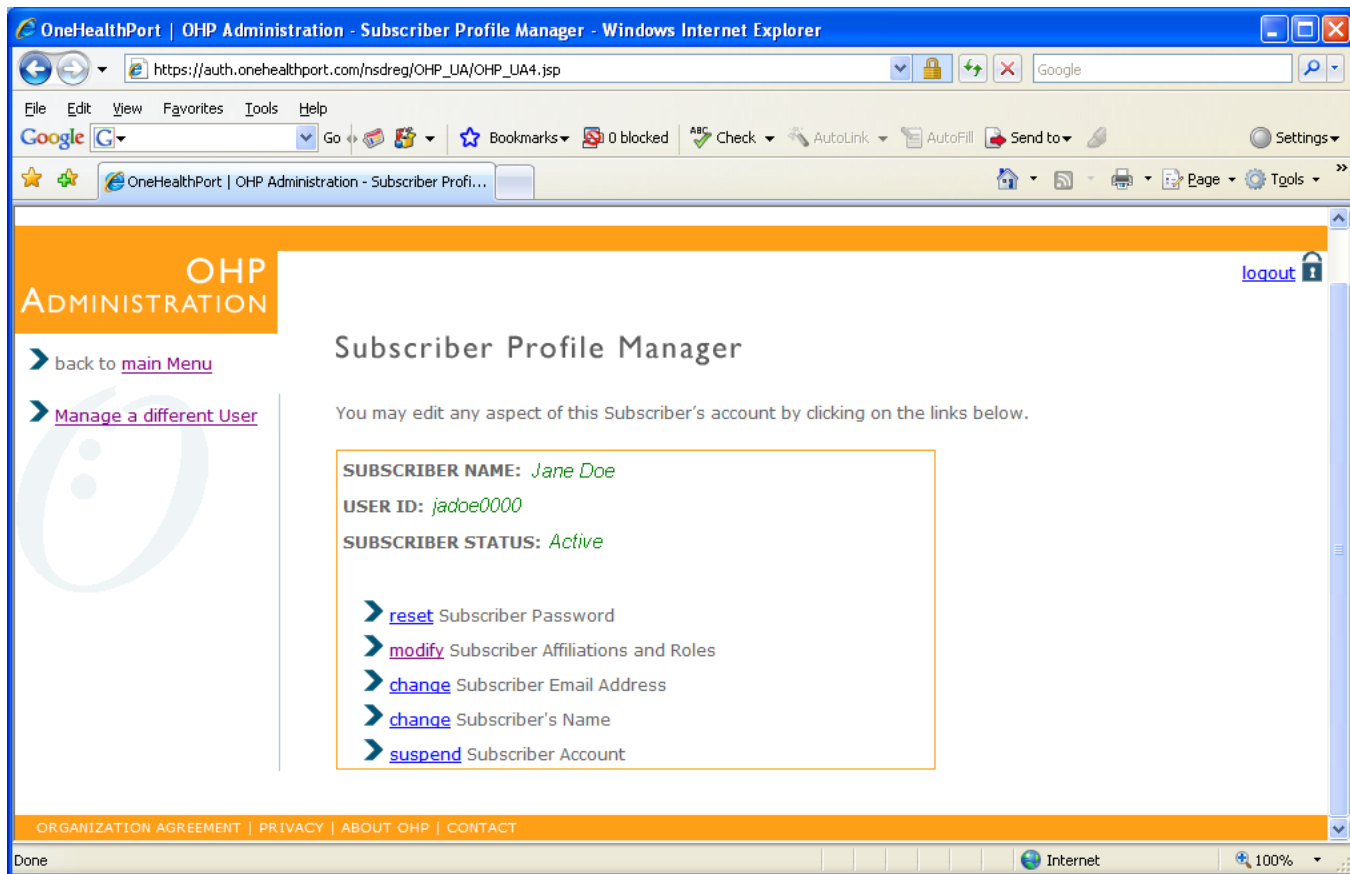 OneHealthPort | OHP Administration - Subscriber Profile Manager - Windows Internet Explorer
https://auth.onehealthport.com/nsdreg/OHP_UA/OHP_UA4.jsp
Google
File Edit View Favorites Tools Help
Google G Go Bookmarks 0 blocked ABC Check AutoLink AutoFill Send to Settings
OneHealthPort | OHP Administration - Subscriber Profi... Page Tools »
OHP
ADMINISTRATION
logout
Subscriber Profile Manager
back to main Menu
Manage a different User
You may edit any aspect of this Subscriber's account by clicking on the links below.
SUBSCRIBER NAME: Jane Doe
USER ID: jadoe0000
SUBSCRIBER STATUS: Active
reset Subscriber Password
modify Subscriber Affiliations and Roles
change Subscriber Email Address
change Subscriber's Name
suspend Subscriber Account
ORGANIZATION AGREEMENT | PRIVACY | ABOUT OHP | CONTACT
Done Internet 100%